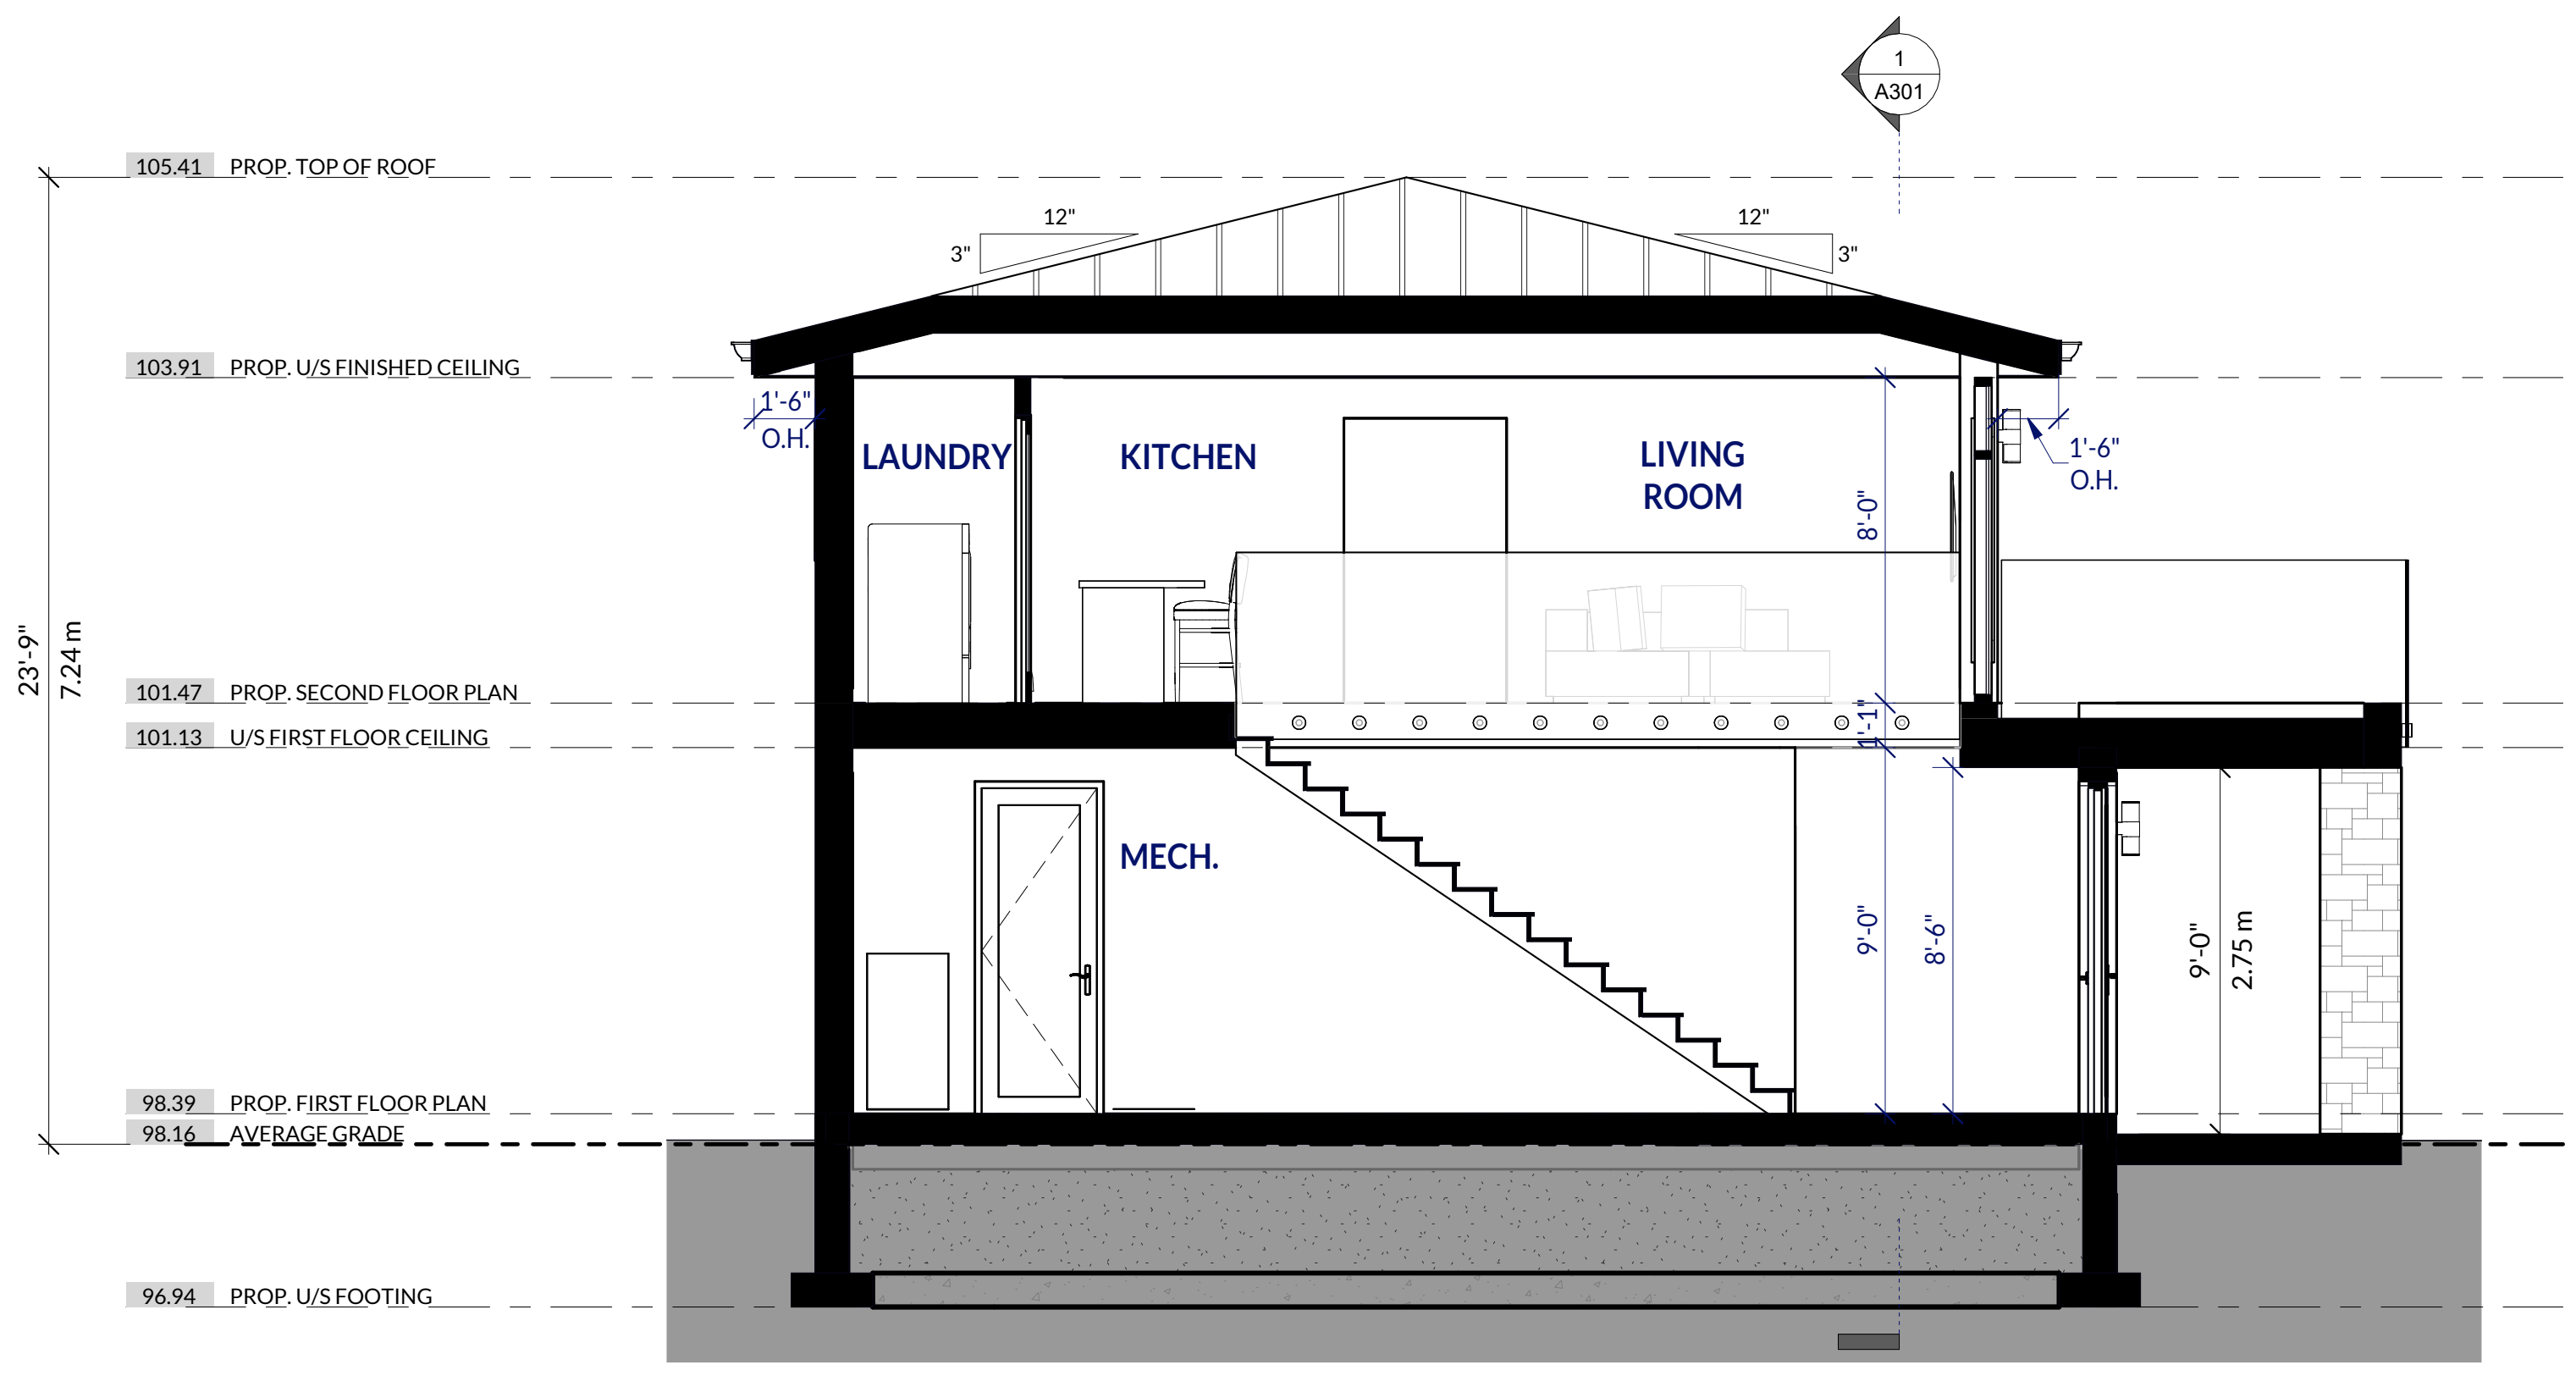 1
A301
105.41 PROP. TOP OF ROOF
12"
3"
12"
3"
103.91 PROP. U/S FINISHED CEILING
1'-6"
O.H.
LAUNDRY
KITCHEN
LIVING
ROOM
1'-6"
O.H.
8'-0"
23'-9"
7.24 m
101.47 PROP. SECOND FLOOR PLAN
1'-1"
101.13 U/S FIRST FLOOR CEILING
MECH.
9'-0"
8'-6"
9'-0"
2.75 m
98.39 PROP. FIRST FLOOR PLAN
98.16 AVERAGE GRADE
96.94 PROP. U/S FOOTING